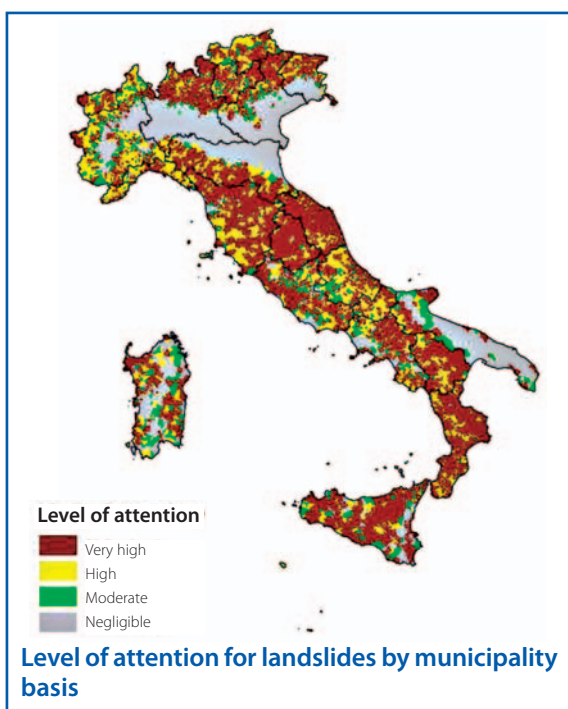 Level of attention
Very high
High
Moderate
Negligible
Level of attention for landslides by municipality
basis